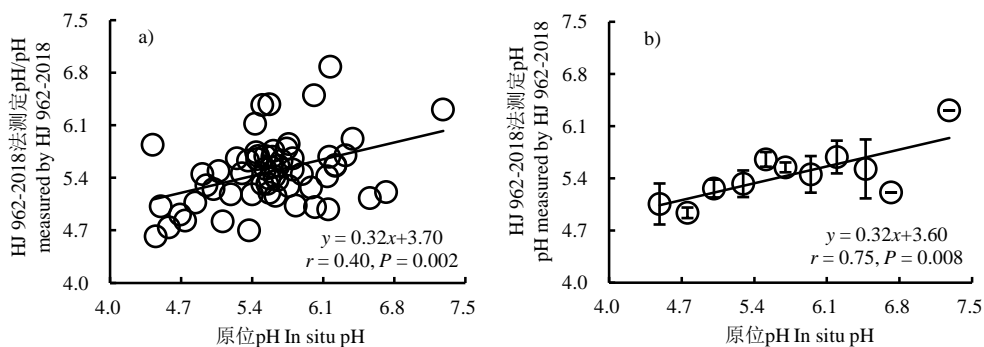 HJ 962-2018法测定pH/pH
measured by HJ 962-2018
7.5
6.8
6.1
5.4
4.7
4.0
a)
y = 0.32x+3.70
r = 0.40, P = 0.002
4.0 4.7 5.4 6.1 6.8 7.5
原位pH In situ pH
HJ 962-2018法测定pH
pH measured by HJ 962-2018
7.5
6.8
6.1
5.4
4.7
4.0
b)
y = 0.32x+3.60
r = 0.75, P = 0.008
4.0 4.7 5.4 6.1 6.8 7.5
原位pH In situ pH